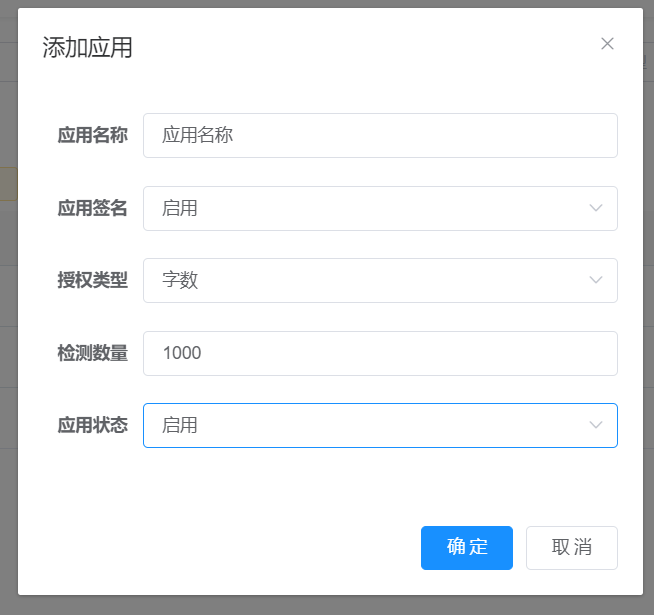 添加应用
应用名称 应用名称
应用签名 启用
授权类型 字数
检测数量 1000
应用状态 启用
确定 取消